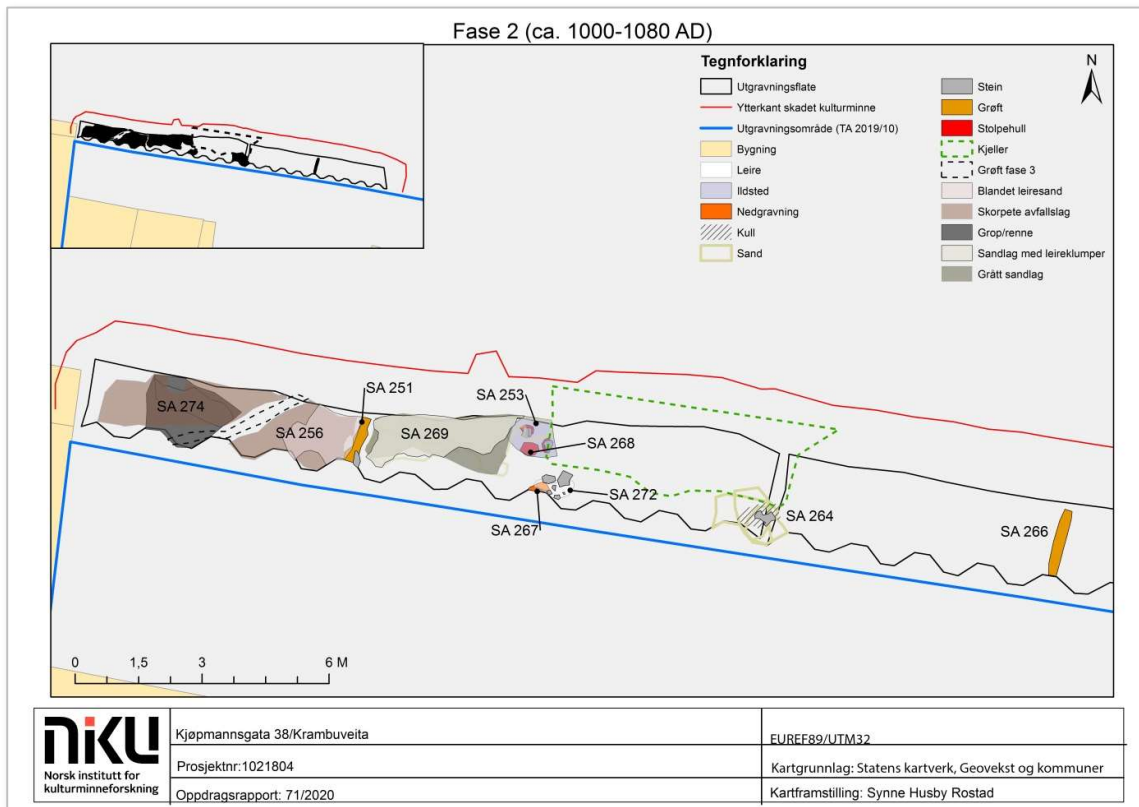 Fase 2 (ca. 1000-1080 AD)
Tegnforklaring
Utgravningsflate
Ytterkant skadet kulturminne
Utgravningsområde (TA 2019/10)
Bygning
Leire
Ildsted
Nedgravning
Kull
Sand
Stein
Grøft
Stolpehull
Kjeller
Grøft fase 3
Blandet leiresand
Skorpete avfallslag
Grop/renne
Sandlag med leireklumper
Grått sandlag
N
SA 251
SA 253
SA 274
SA 256
SA 269
SA 268
SA 272
SA 267
SA 264
SA 266
0 1,5 3 6 M
NIKU
Norsk institutt for
kulturminneforskning
Kjøpmannsgata 38/Krambuveita
Prosjektnr:1021804
Oppdragsrapport: 71/2020
EUREF89/UTM32
Kartgrunnlag: Statens kartverk, Geovekst og kommuner
Kartframstilling: Synne Husby Rostad